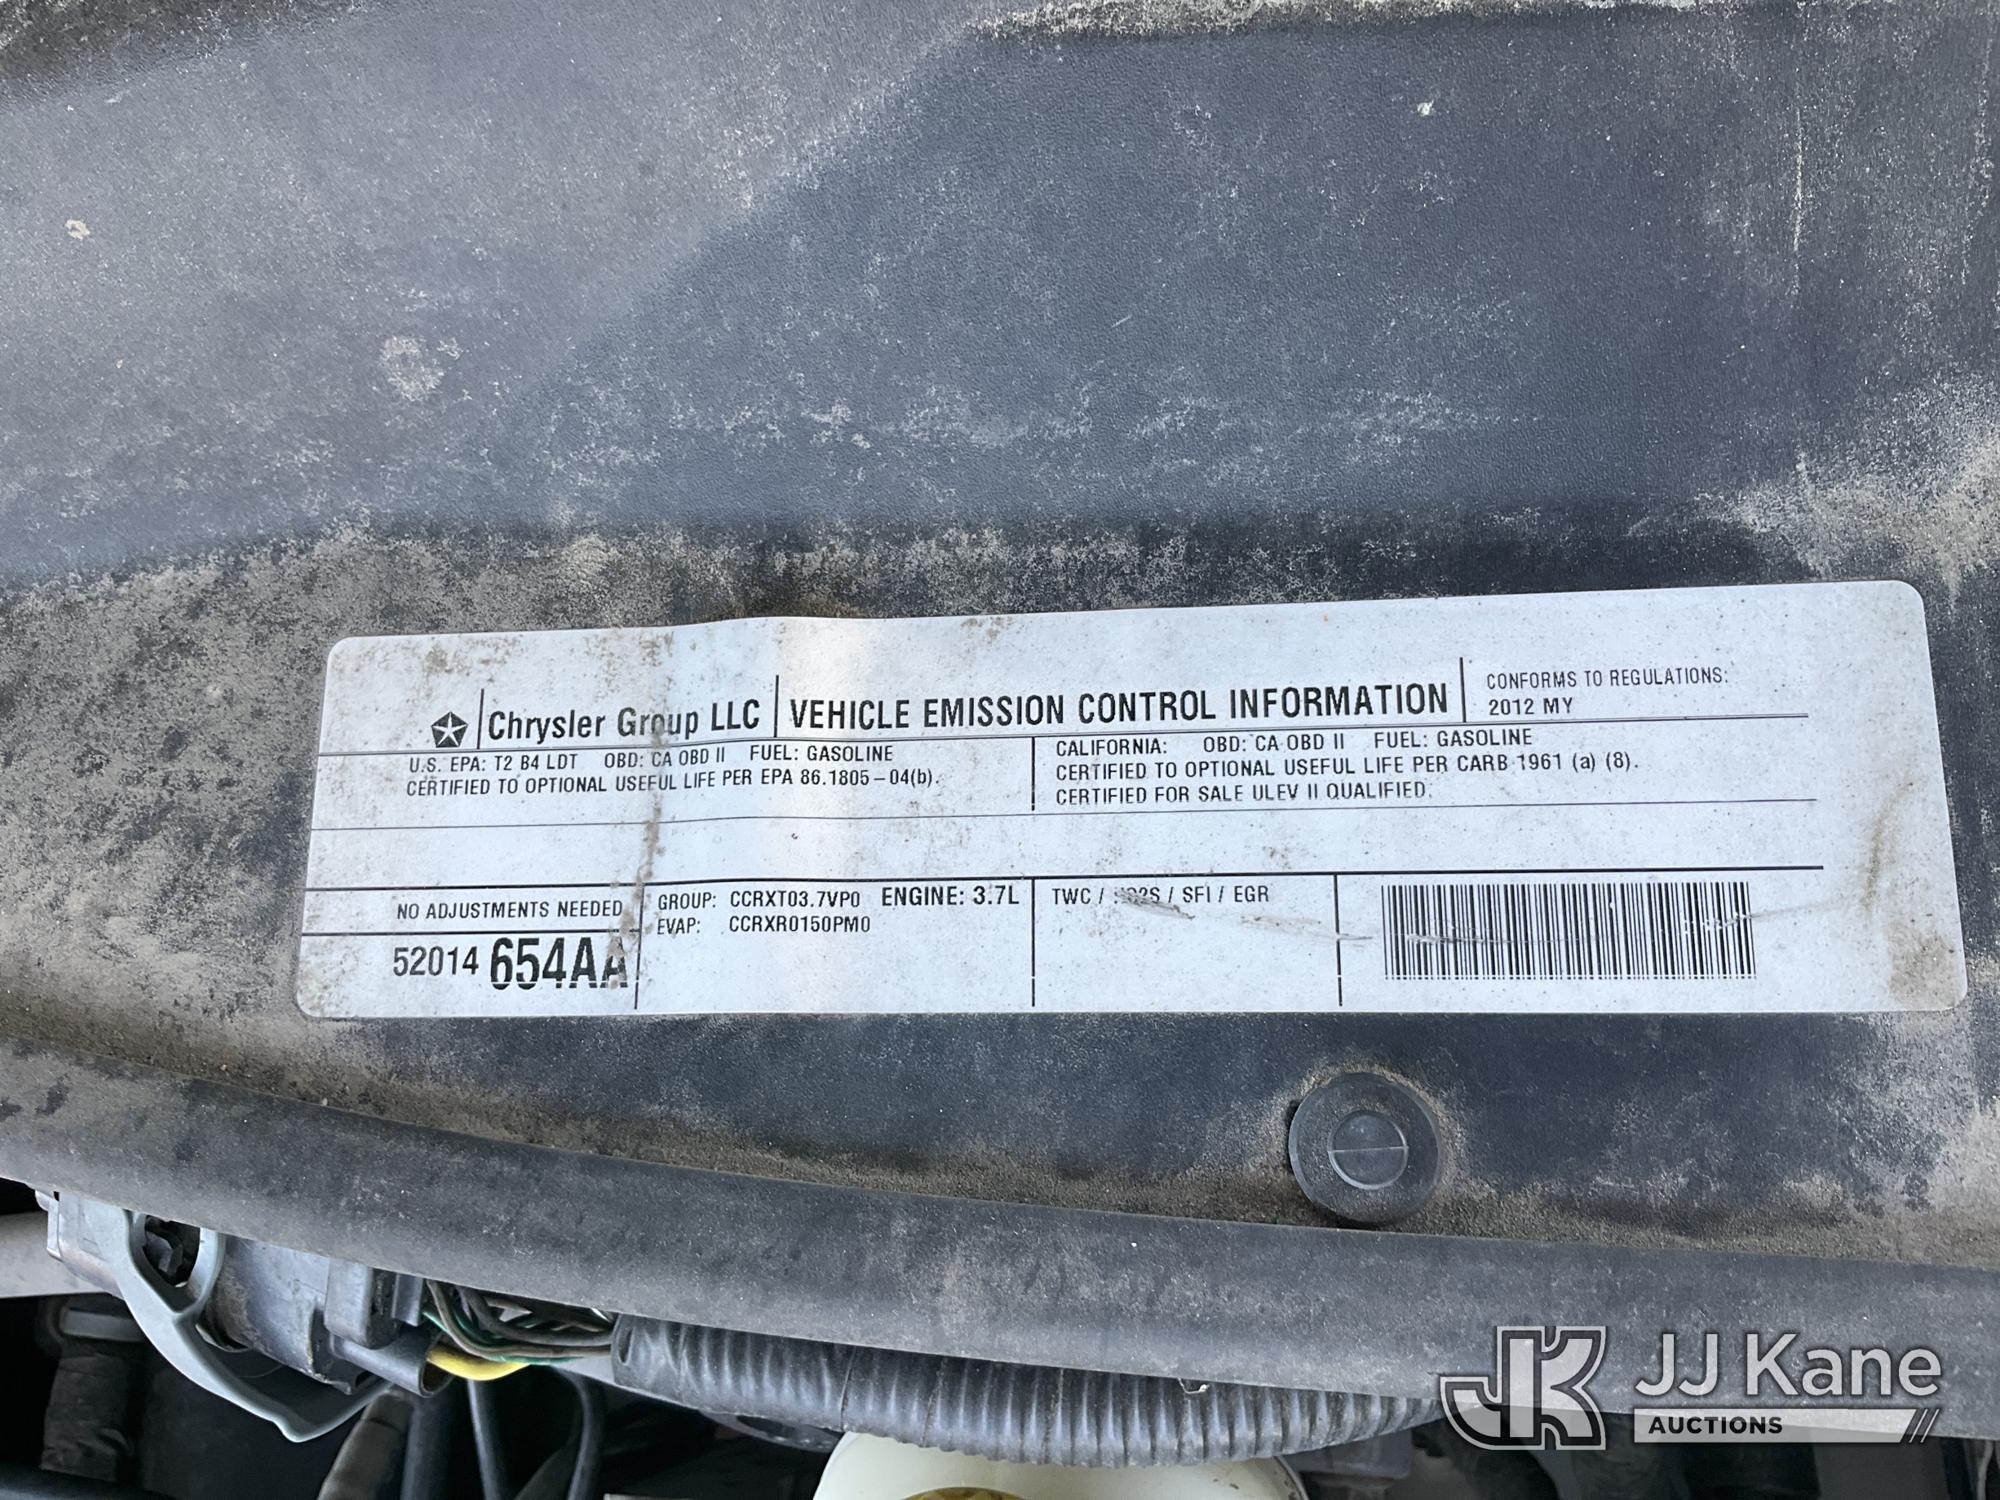 Chrysler Group LLC
VEHICLE EMISSION CONTROL INFORMATION
CONFORMS TO REGULATIONS:
2012 MY
U.S. EPA: T2 B4 LDT OBD: CA OBD II FUEL: GASOLINE
CERTIFIED TO OPTIONAL USEFUL LIFE PER EPA 86.1805-04(b).
CALIFORNIA: OBD: CA OBD II FUEL: GASOLINE
CERTIFIED TO OPTIONAL USEFUL LIFE PER CARB 1961 (a) (8).
CERTIFIED FOR SALE ULEV II QUALIFIED.
NO ADJUSTMENTS NEEDED
52014 654AA
GROUP: CCRXT03.7VP0 ENGINE: 3.7L
EVAP: CCRXR0150PM0
TWC / / SFI / EGR
JK JJ Kane
AUCTIONS